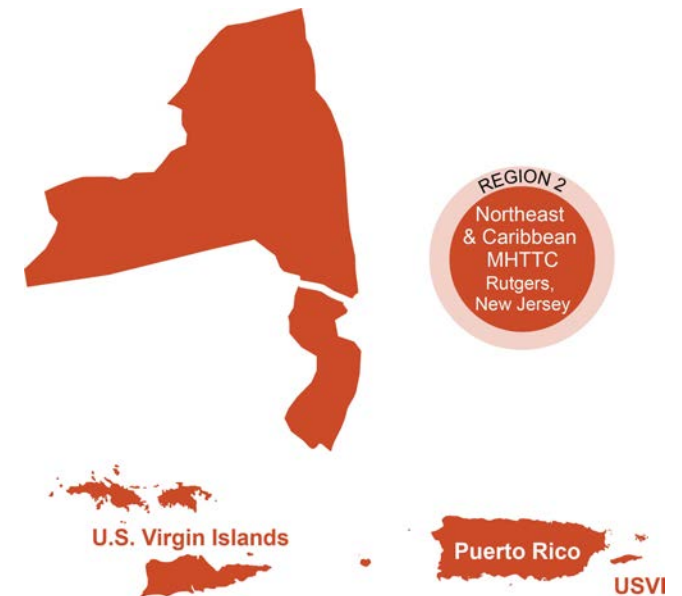 REGION 2
Northeast
& Caribbean
MHTTC
Rutgers,
New Jersey
U.S. Virgin Islands
Puerto Rico
USVI